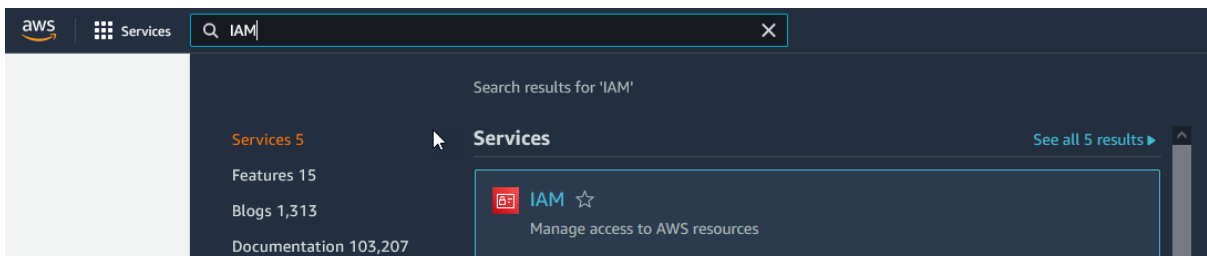 aws
Services
IAM
Search results for 'IAM'
Services 5
Services
See all 5 results
Features 15
IAM
Blogs 1,313
Manage access to AWS resources
Documentation 103,207